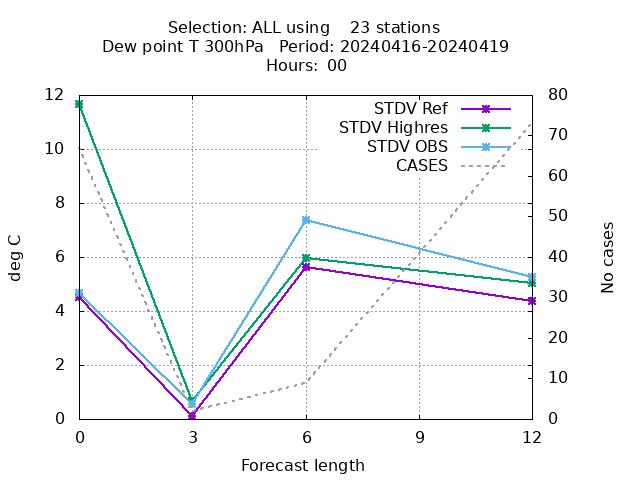 Selection: ALL using    23 stations
Dew point T 300hPa   Period: 20240416-20240419
Hours:  00
12
10
8
6
4
2
0
deg C
STDV Ref
STDV Highres
STDV OBS
CASES
80
70
60
50
40
30
20
10
0
No cases
0 3 6 9 12
Forecast length